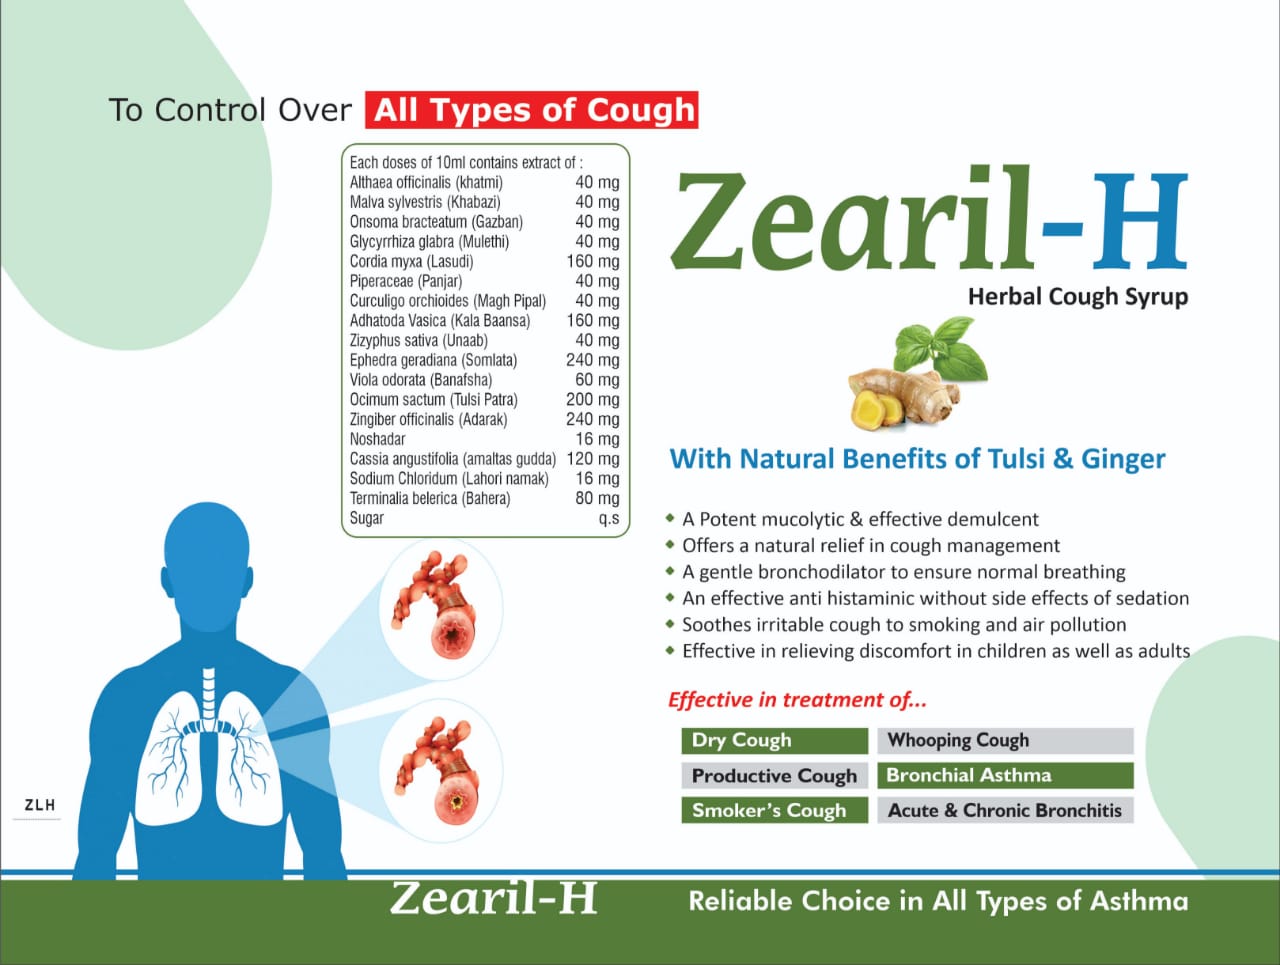 To Control Over All Types of Cough
Each doses of 10ml contains extract of :
Althaea officinalis (khatmi) 40 mg
Malva sylvestris (Khabazi) 40 mg
Onsoma bracteatum (Gazban) 40 mg
Glycyrrhiza glabra (Mulethi) 40 mg
Cordia myxa (Lasudi) 160 mg
Piperaceae (Panjar) 40 mg
Curculigo orchioides (Magh Pipal) 40 mg
Adhatoda Vasica (Kala Baansa) 160 mg
Zizyphus sativa (Unaab) 40 mg
Ephedra geradiana (Somlata) 240 mg
Viola odorata (Banafsha) 60 mg
Ocimum sactum (Tulsi Patra) 200 mg
Zingiber officinalis (Adarak) 240 mg
Noshadar 16 mg
Cassia angustifolia (amaltas gudda) 120 mg
Sodium Chloridum (Lahori namak) 16 mg
Terminalia belerica (Bahera) 80 mg
Sugar q.s
Zearil-H
Herbal Cough Syrup
With Natural Benefits of Tulsi & Ginger
A Potent mucolytic & effective demulcent
Offers a natural relief in cough management
A gentle bronchodilator to ensure normal breathing
An effective anti histaminic without side effects of sedation
Soothes irritable cough to smoking and air pollution
Effective in relieving discomfort in children as well as adults
Effective in treatment of...
Dry Cough Whooping Cough
Productive Cough Bronchial Asthma
Smoker's Cough Acute & Chronic Bronchitis
ZLH
Zearil-H Reliable Choice in All Types of Asthma